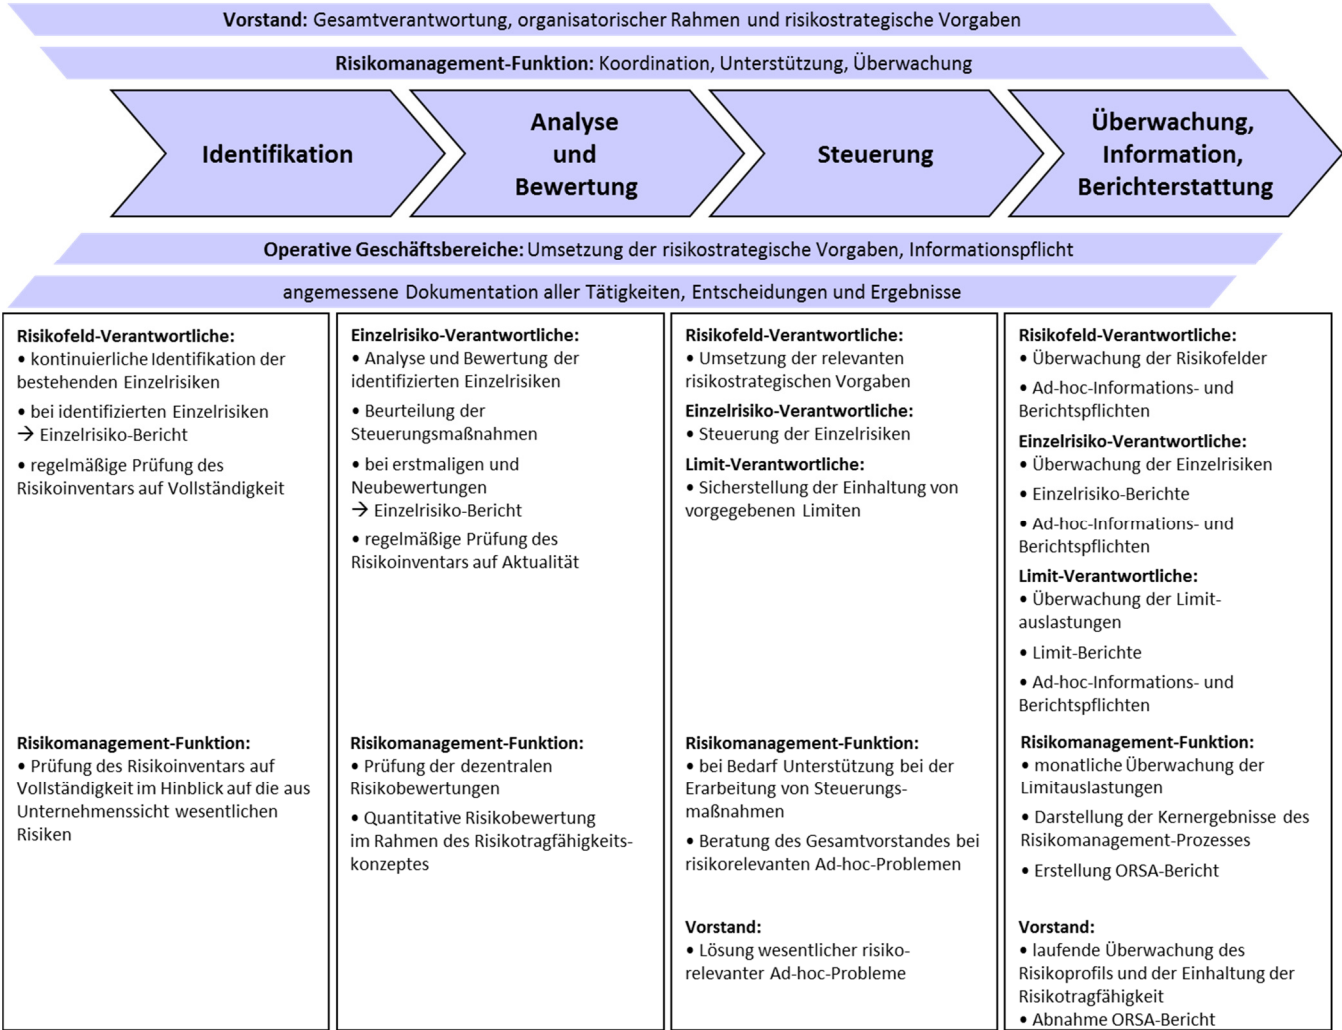 Vorstand: Gesamtverantwortung, organisatorischer Rahmen und risikostrategische Vorgaben
Risikomanagement-Funktion: Koordination, Unterstützung, Überwachung
Identifikation
Analyse
und
Bewertung
Steuerung
Überwachung,
Information,
Berichterstattung
Operative Geschäftsbereiche: Umsetzung der risikostrategische Vorgaben, Informationspflicht
angemessene Dokumentation aller Tätigkeiten, Entscheidungen und Ergebnisse
Risikofeld-Verantwortliche:
• kontinuierliche Identifikation der
bestehenden Einzelrisiken
• bei identifizierten Einzelrisiken
→ Einzelrisiko-Bericht
• regelmäßige Prüfung des
Risikoinventars auf Vollständigkeit
Risikomanagement-Funktion:
• Prüfung des Risikoinventars auf
Vollständigkeit im Hinblick auf die aus
Unternehmenssicht wesentlichen
Risiken
Einzelrisiko-Verantwortliche:
• Analyse und Bewertung der
identifizierten Einzelrisiken
• Beurteilung der
Steuerungsmaßnahmen
• bei erstmaligen und
Neubewertungen
→ Einzelrisiko-Bericht
• regelmäßige Prüfung des
Risikoinventars auf Aktualität
Risikomanagement-Funktion:
• Prüfung der dezentralen
Risikobewertungen
• Quantitative Risikobewertung
im Rahmen des Risikotragfähigkeits-
konzeptes
Risikofeld-Verantwortliche:
• Umsetzung der relevanten
risikostrategischen Vorgaben
Einzelrisiko-Verantwortliche:
• Steuerung der Einzelrisiken
Limit-Verantwortliche:
• Sicherstellung der Einhaltung von
vorgegebenen Limiten
Risikomanagement-Funktion:
• bei Bedarf Unterstützung bei der
Erarbeitung von Steuerungs-
maßnahmen
• Beratung des Gesamtvorstandes bei
risikorelevanten Ad-hoc-Problemen
Vorstand:
• Lösung wesentlicher risiko-
relevanter Ad-hoc-Probleme
Risikofeld-Verantwortliche:
• Überwachung der Risikofelder
• Ad-hoc-Informations- und
Berichtspflichten
Einzelrisiko-Verantwortliche:
• Überwachung der Einzelrisiken
• Einzelrisiko-Berichte
• Ad-hoc-Informations- und
Berichtspflichten
Limit-Verantwortliche:
• Überwachung der Limit-
auslastungen
• Limit-Berichte
• Ad-hoc-Informations- und
Berichtspflichten
Risikomanagement-Funktion:
• monatliche Überwachung der
Limitauslastungen
• Darstellung der Kernergebnisse des
Risikomanagement-Prozesses
• Erstellung ORSA-Bericht
Vorstand:
• laufende Überwachung des
Risikoprofils und der Einhaltung der
Risikotragfähigkeit
• Abnahme ORSA-Bericht